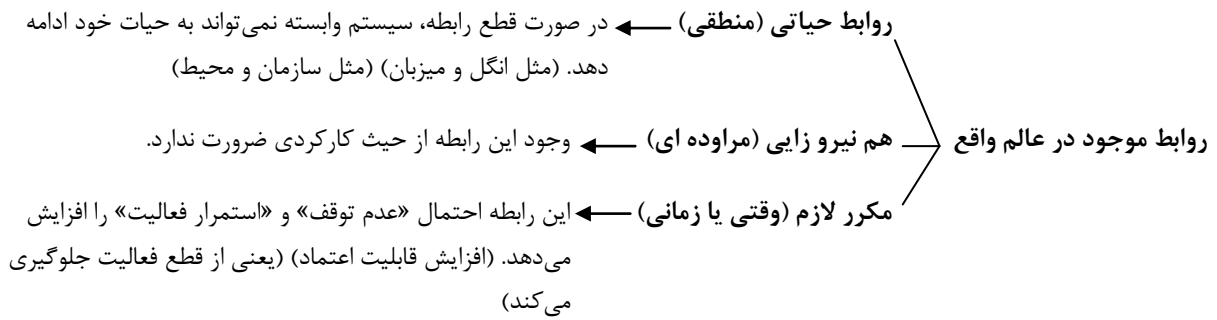 روابط حیاتی (منطقی)
در صورت قطع رابطه، سیستم وابسته نمی‌تواند به حیات خود ادامه
دهد. (مثل انگل و میزبان) (مثل سازمان و محیط)
روابط موجود در عالم واقع
هم نیرو زایی (مراوده ای)
وجود این رابطه از حیث کارکردی ضرورت ندارد.
مکرر لازم (وقتی یا زمانی)
این رابطه احتمال «عدم توقف» و «استمرار فعالیت» را افزایش
می‌دهد. (افزایش قابلیت اعتماد) (یعنی از قطع فعالیت جلوگیری
می‌کند)